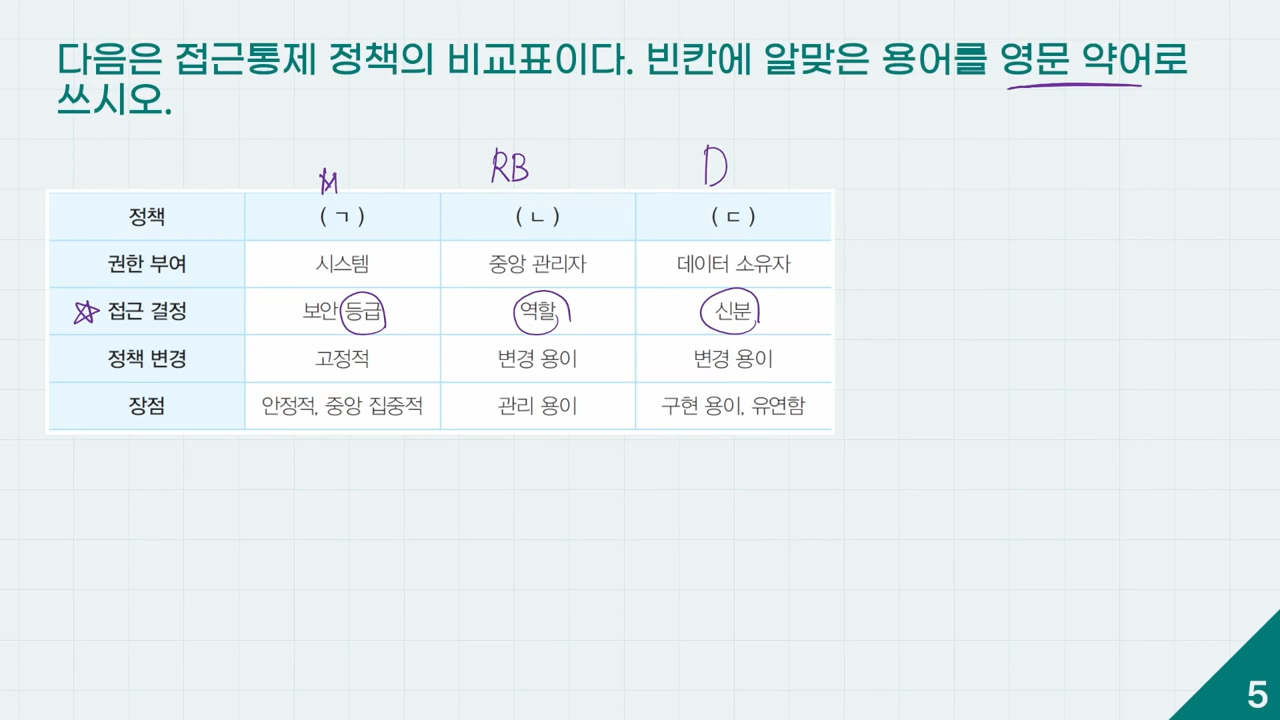 다음은 접근통제 정책의 비교표이다. 빈칸에 알맞은 용어를 영문 약어로
쓰시오.
M RB D
정책 (ㄱ) (ㄴ) (ㄷ)
권한 부여 시스템 중앙 관리자 데이터 소유자
접근 결정 보안 등급 역할 신분
정책 변경 고정적 변경 용이 변경 용이
장점 안정적, 중앙 집중적 관리 용이 구현 용이, 유연함
5